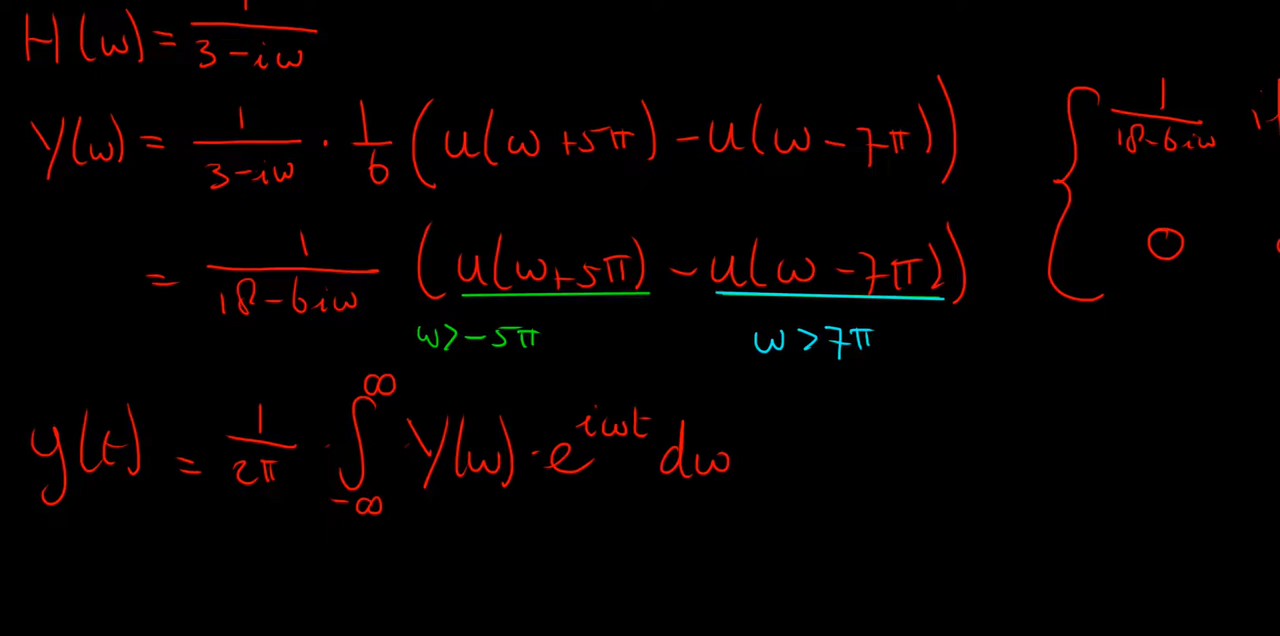 H(ω) = 1/(3-iω)
Y(ω) = 1/(3-iω) · 1/6 (u(ω+5π) - u(ω-7π))
{ 1/(18-6iω)
0
= 1/(18-6iω) (u(ω+5π) - u(ω-7π))
ω>-5π ω>7π
y(t) = 1/2π · ∫_{-∞}^{∞} Y(ω) · e^{iωt} dω